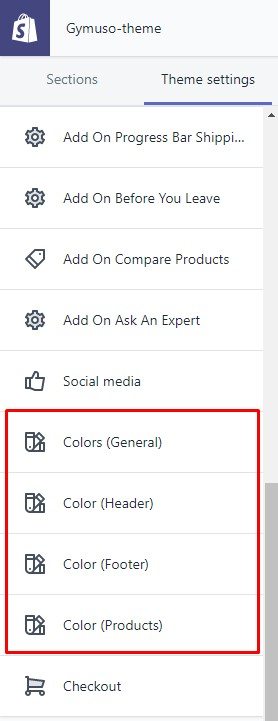 Gymuso-theme
Sections Theme settings
Add On Progress Bar Shippi...
Add On Before You Leave
Add On Compare Products
Add On Ask An Expert
Social media
Colors (General)
Color (Header)
Color (Footer)
Color (Products)
Checkout